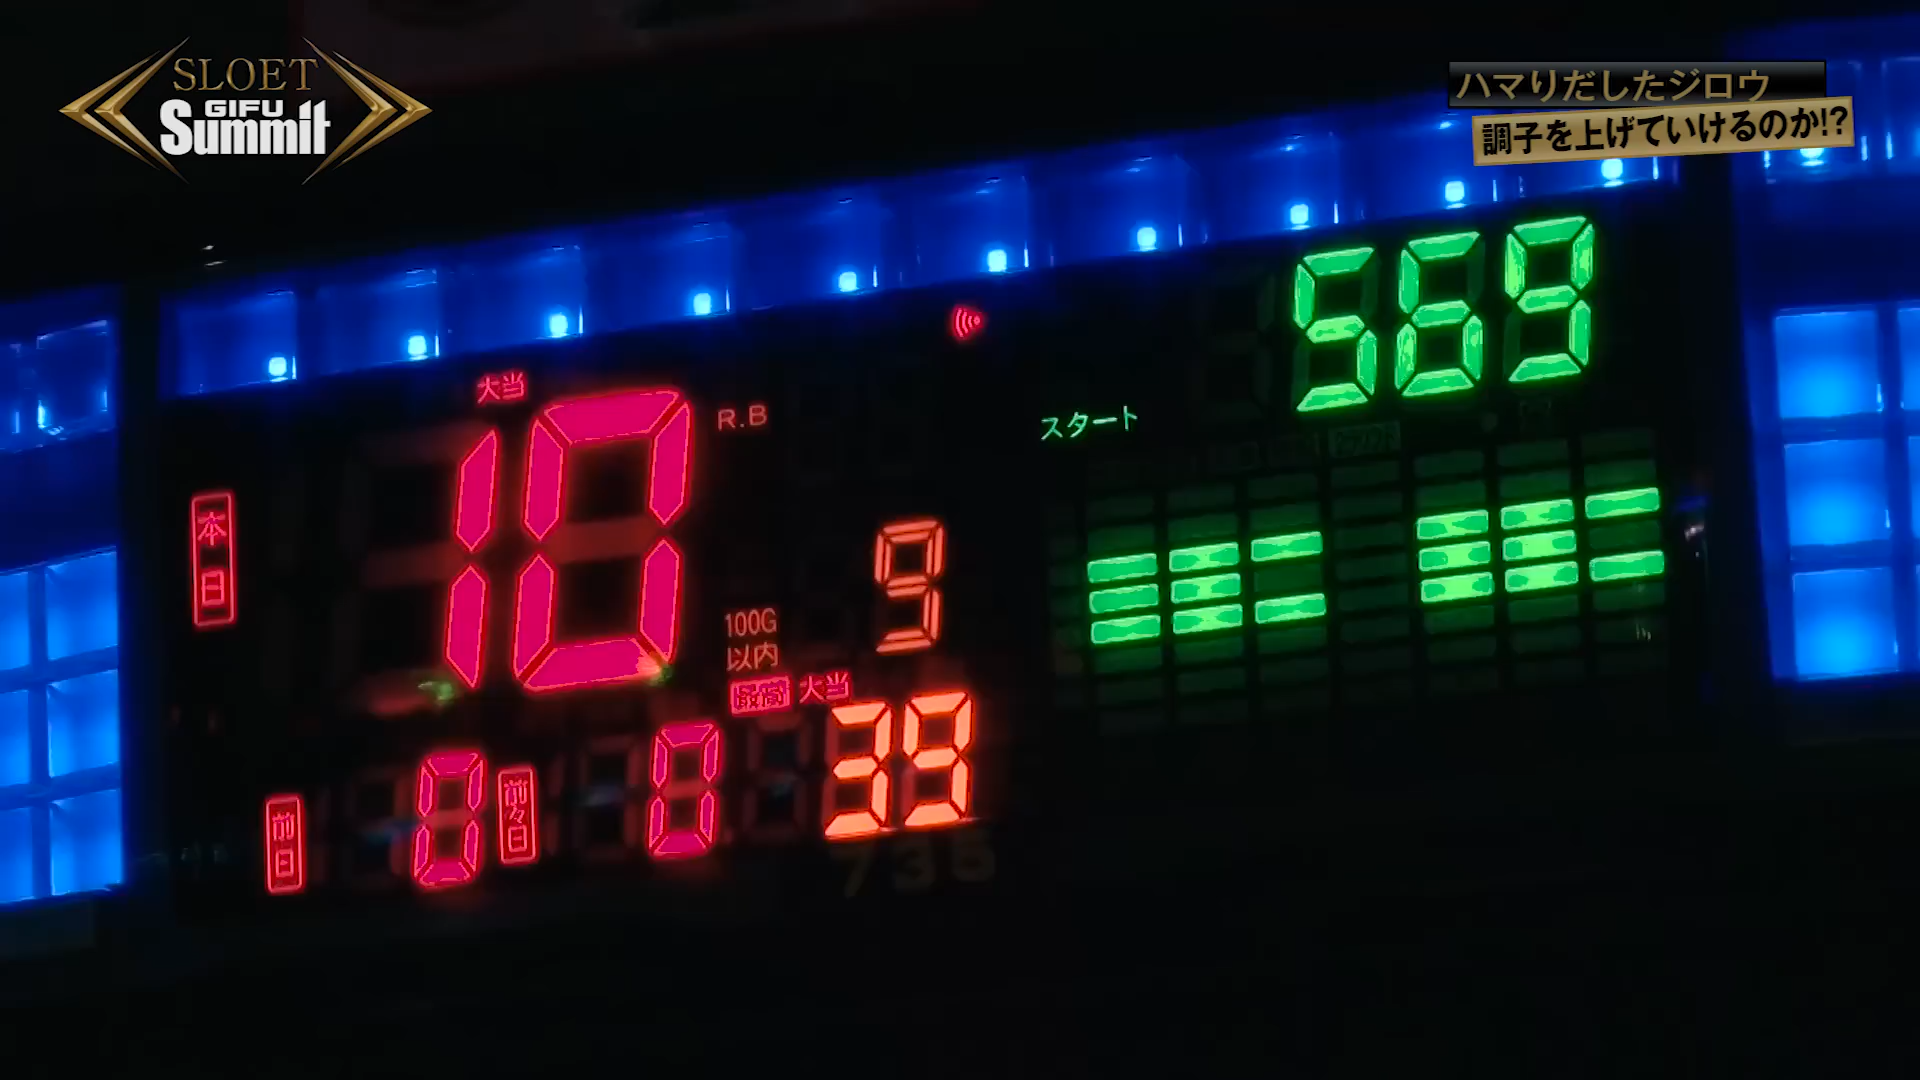 SLOET
GIFU
Summit
ハマりだしたジロウ
調子を上げていけるのか!?
569
大当
R.B
スタート
本日
10
9
100G
以内
最高 大当
39
前日
0
前々日
0
735